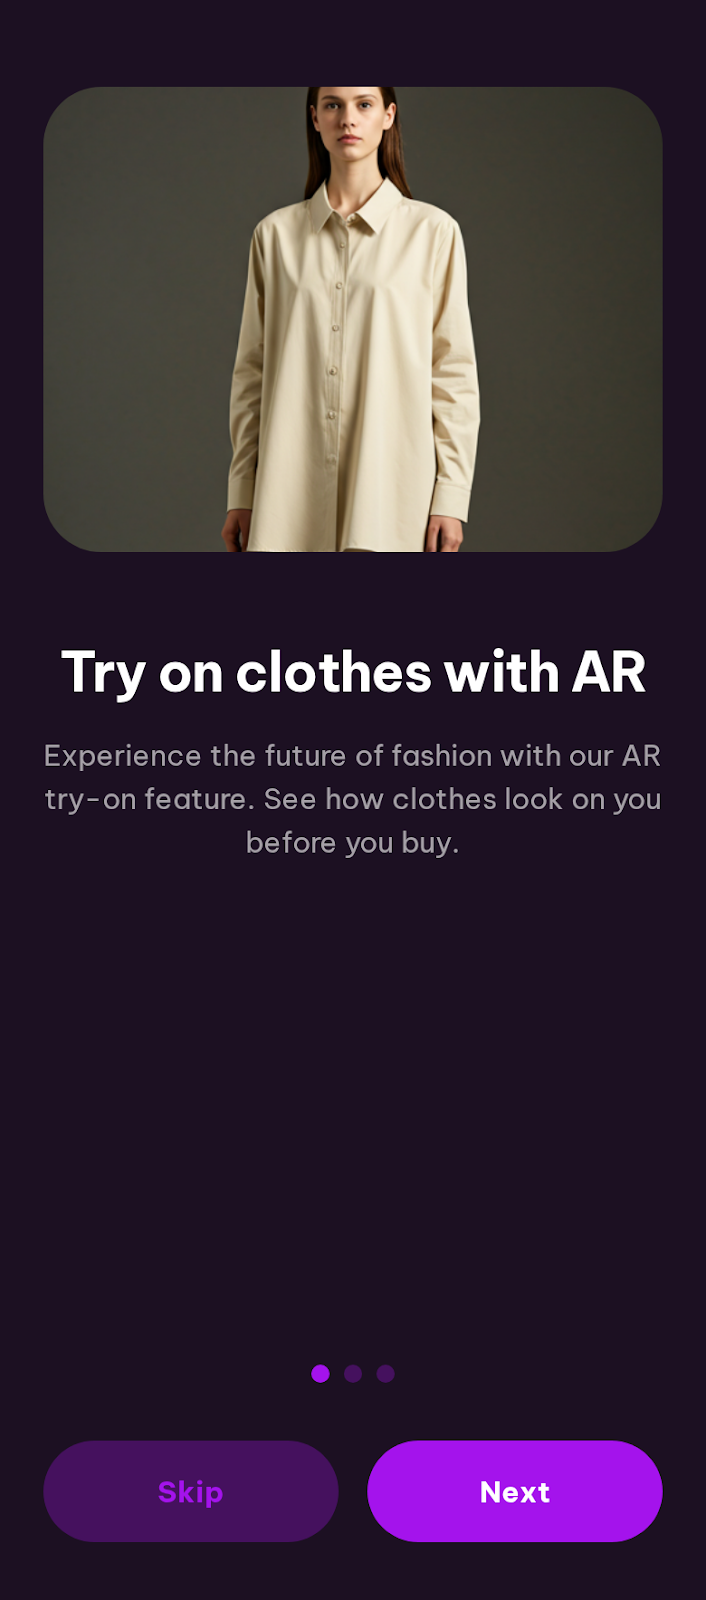 Try on clothes with AR
Experience the future of fashion with our AR
try-on feature. See how clothes look on you
before you buy.
Skip
Next